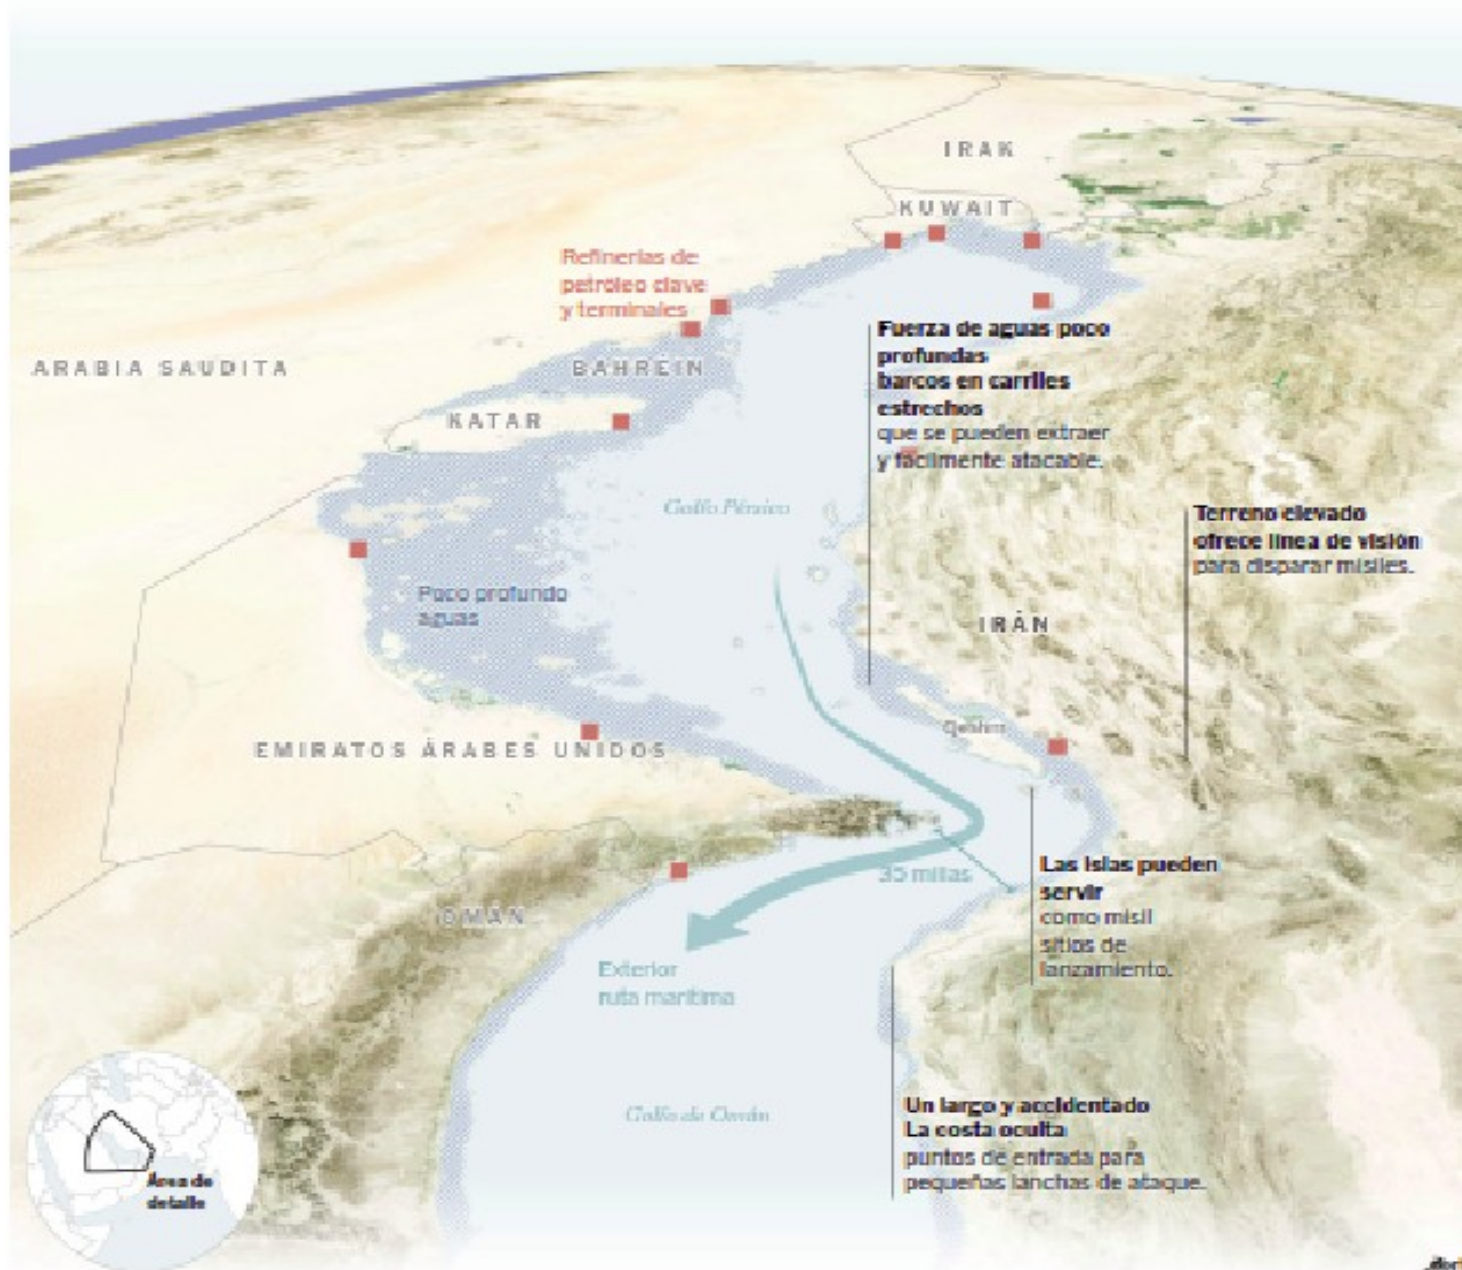 IRAK
KUWAIT
Refinerías de
petróleo clave
y terminales
ARABIA SAUDITA
BAHREIN
KATAR
Fuerza de aguas poco
profundas
barcos en carriles
estrechos
que se pueden extraer
y fácilmente atacable.
Golfo Pérsico
Terreno elevado
ofrece línea de visión
para disparar misiles.
Poco profundo
aguas
IRÁN
Qeshm
EMIRATOS ÁRABES UNIDOS
35 millas
Las islas pueden
servir
como misil
sitios de
lanzamiento.
OMÁN
Exterior
ruta marítima
Golfo de Omán
Un largo y accidentado
La costa oculta
puntos de entrada para
pequeñas lanchas de ataque.
Área de
detalle